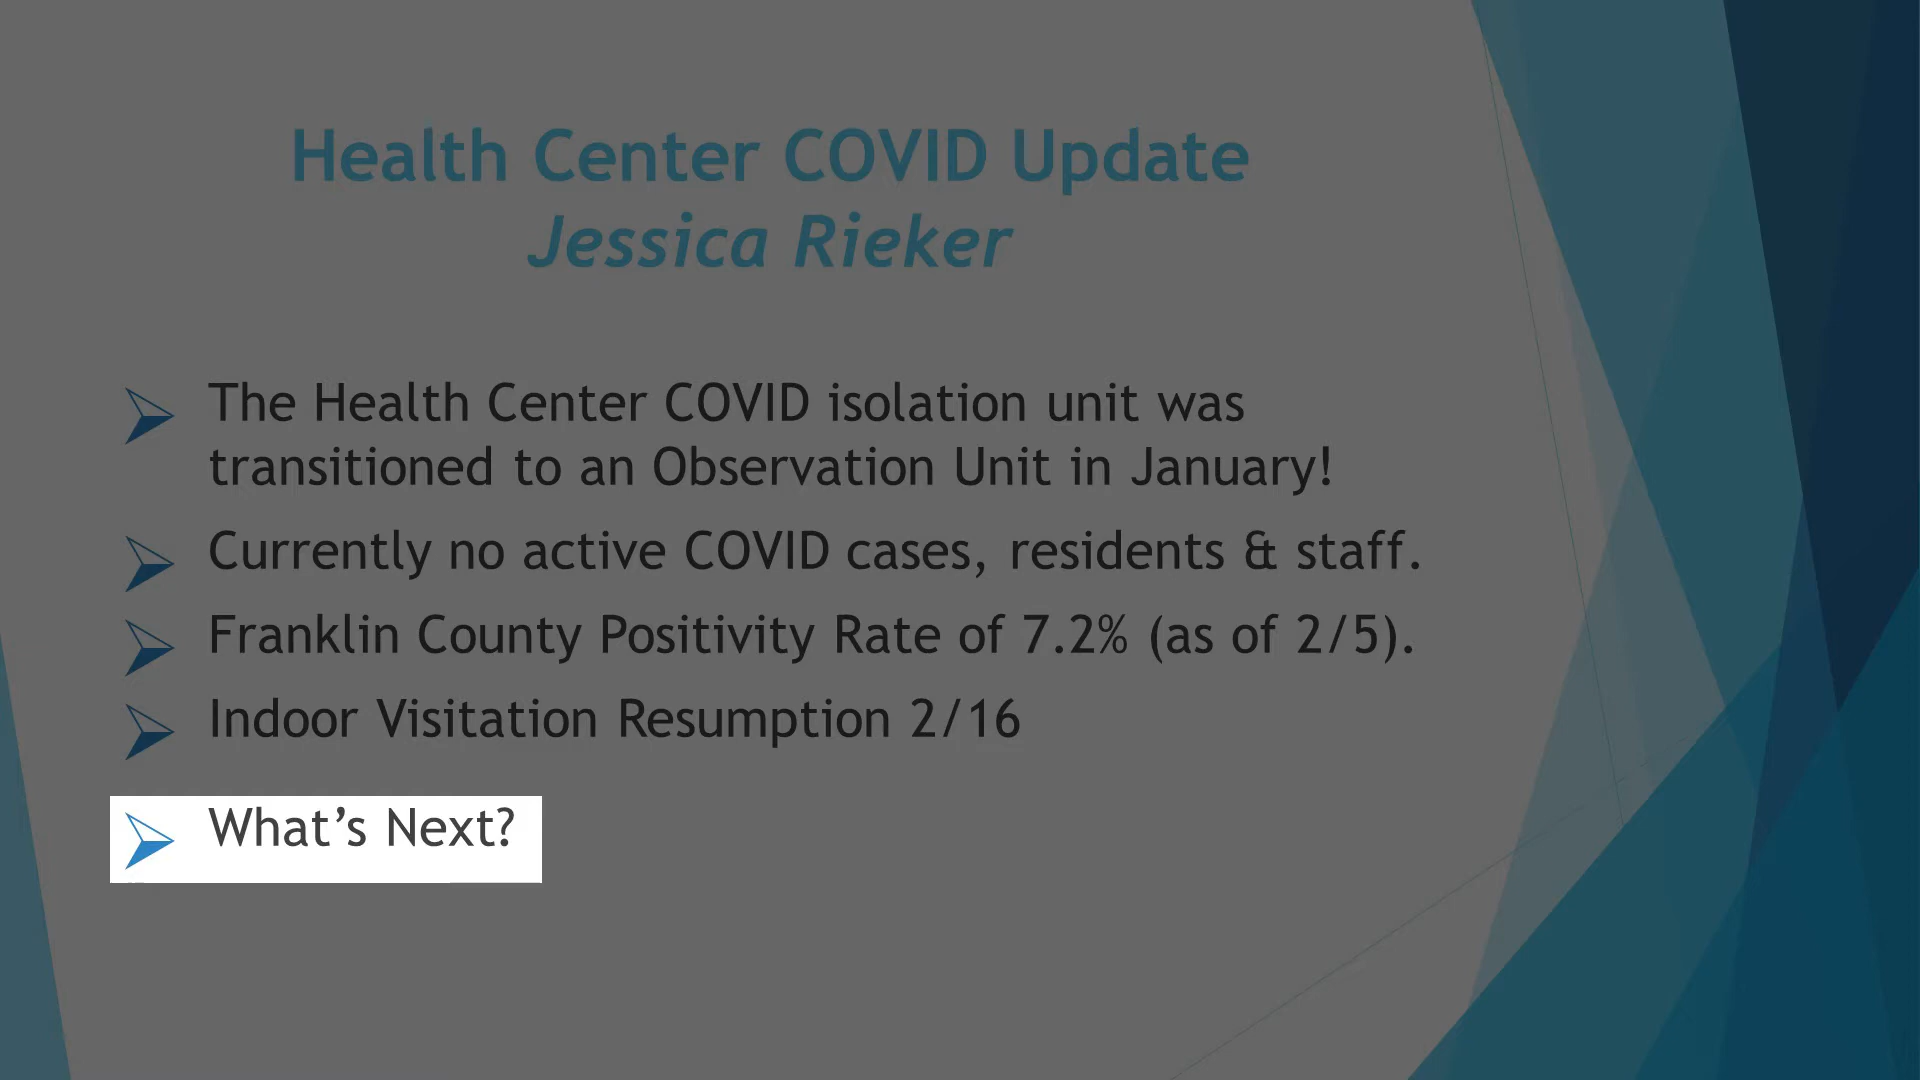 Health Center COVID Update
Jessica Rieker
The Health Center COVID isolation unit was
transitioned to an Observation Unit in January!
Currently no active COVID cases, residents & staff.
Franklin County Positivity Rate of 7.2% (as of 2/5).
Indoor Visitation Resumption 2/16
What’s Next?